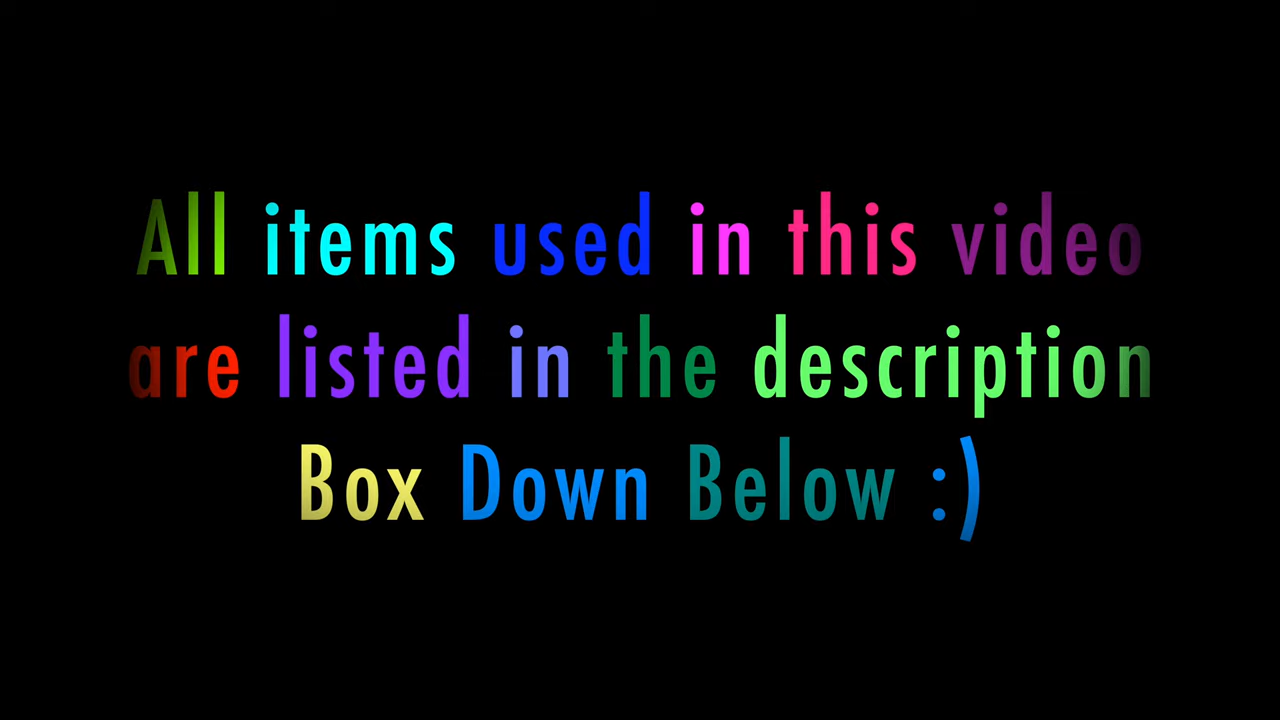 All items used in this video
are listed in the description
Box Down Below :)